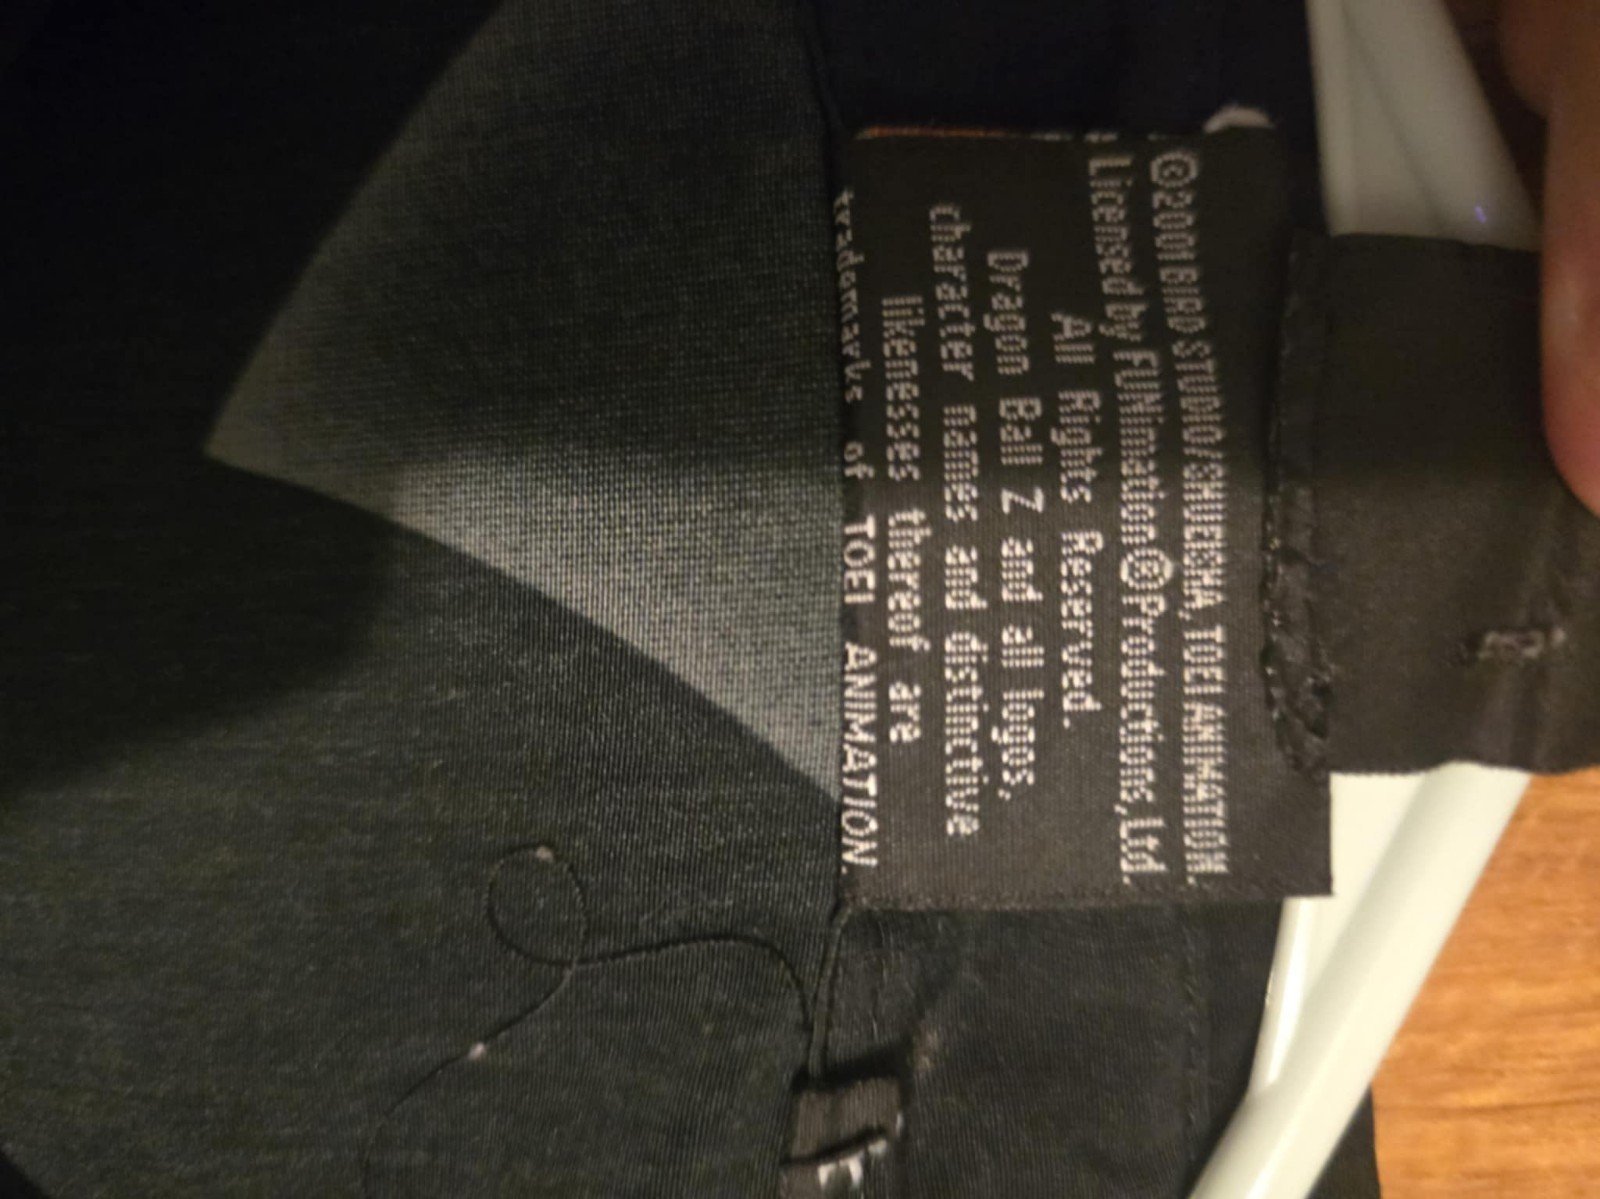 ©2001 BIRD STUDIO/SHUEISHA, TOEI ANIMATION.
Licensed by FUNimation®Productions,Ltd.
All Rights Reserved.
Dragon Ball Z and all logos,
character names and distinctive
likenesses thereof are
trademarks of TOEI ANIMATION.